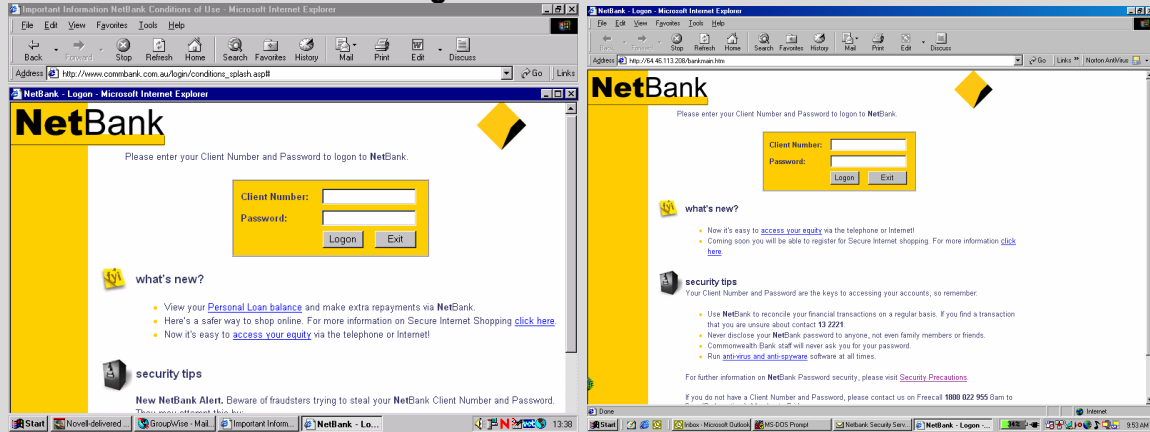 Important Information NetBank Conditions of Use - Microsoft Internet Explorer
File Edit View Favorites Tools Help
Back Forward Stop Refresh Home Search Favorites History Mail Print Edit Discuss
Address http://www.commbank.com.au/login/conditions_splash.asp# Go Links
NetBank - Logon - Microsoft Internet Explorer
NetBank
Please enter your Client Number and Password to logon to NetBank.
Client Number:
Password:
Logon Exit
what's new?
View your Personal Loan balance and make extra repayments via NetBank.
Here's a safer way to shop online. For more information on Secure Internet Shopping click here.
Now it's easy to access your equity via the telephone or Internet!
security tips
New NetBank Alert. Beware of fraudsters trying to steal your NetBank Client Number and Password.
They may attempt this by:
Start Novell-delivered ... GroupWise - Mail... Important Inform... NetBank - Lo... 13:38
NetBank - Logon - Microsoft Internet Explorer
File Edit View Favorites Tools Help
Back Forward Stop Refresh Home Search Favorites History Mail Print Edit Discuss
Address http://64.46.113.208/bankmain.htm Go Links » Norton AntiVirus
NetBank
Please enter your Client Number and Password to logon to NetBank.
Client Number:
Password:
Logon Exit
what's new?
Now it's easy to access your equity via the telephone or Internet!
Coming soon you will be able to register for Secure Internet shopping. For more information click
here.
security tips
Your Client Number and Password are the keys to accessing your accounts, so remember:
Use NetBank to reconcile your financial transactions on a regular basis. If you find a transaction
that you are unsure about contact 13 2221.
Never disclose your NetBank password to anyone, not even family members or friends.
Commonwealth Bank staff will never ask you for your password.
Run anti-virus and anti-spyware software at all times.
For further information on NetBank Password security, please visit Security Precautions.
If you do not have a Client Number and Password, please contact us on Freecall 1800 022 955 6am to
Done Internet
Start Inbox - Microsoft Outlook MS-DOS Prompt Netbank Security Serv... NetBank - Logon - ... 34% 9:53 AM